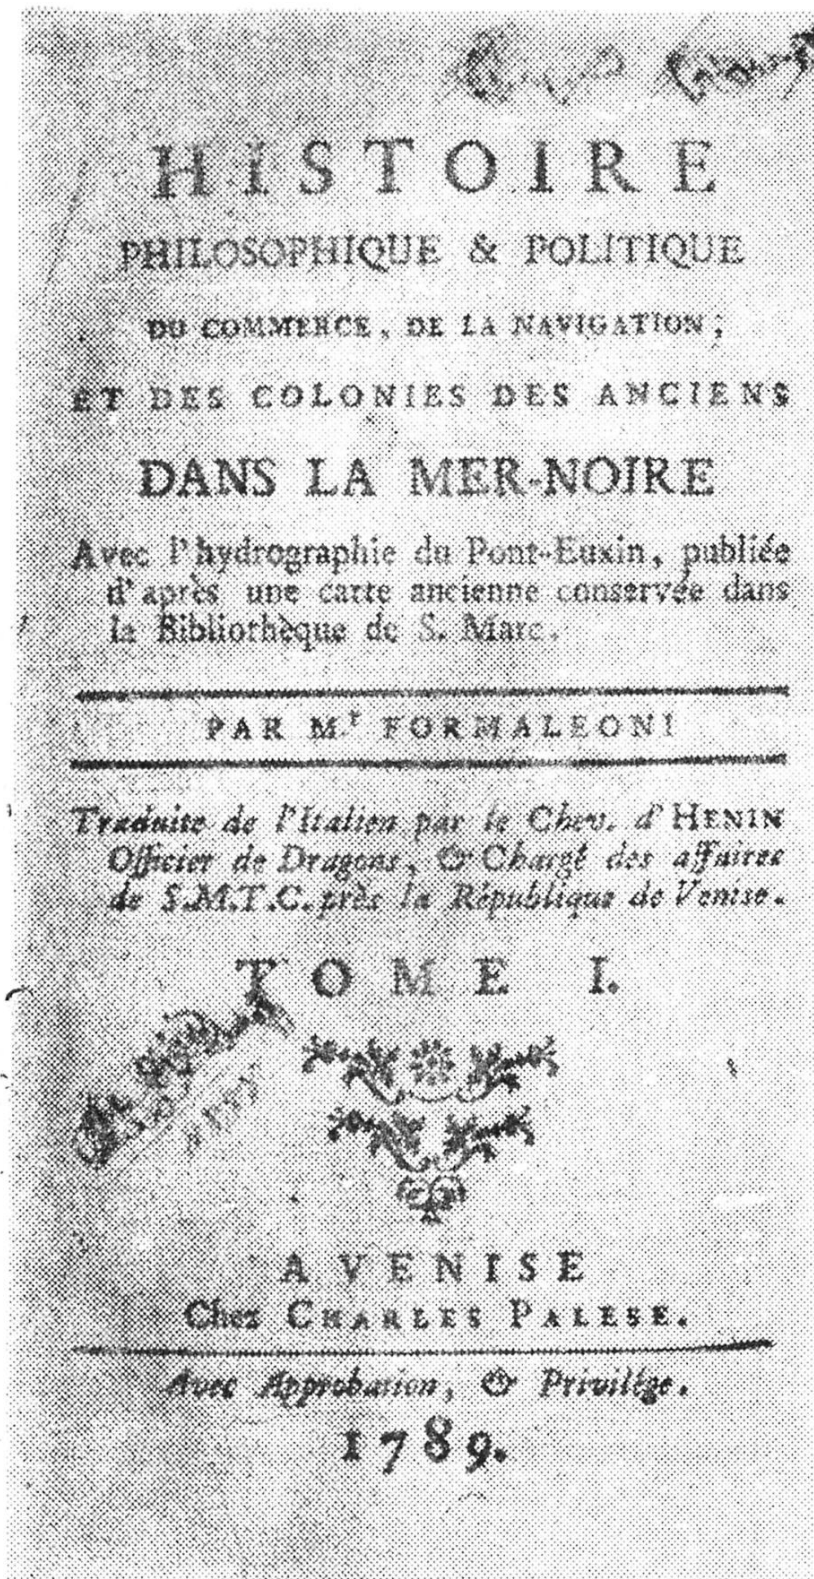 HISTOIRE
PHILOSOPHIQUE & POLITIQUE
DU COMMERCE, DE LA NAVIGATION;
ET DES COLONIES DES ANCIENS
DANS LA MER-NOIRE
Avec l'hydrographie du Pont-Euxin, publiée
d'après une carte ancienne conservée dans
la Bibliothèque de S. Marc.
PAR M.r FORMALEONI
Traduite de l'Italien par le Chev. d'HENIN
Officier de Dragons, & Chargé des affaires
de S.M.T.C. près la République de Venise.
TOME I.
A VENISE
Chez CHARLES PALESE.
Avec Approbation, & Privilége.
1789.